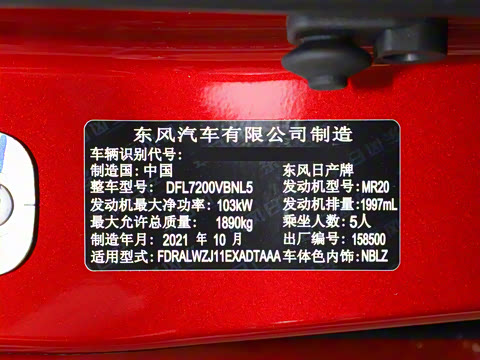 东风汽车有限公司制造
车辆识别代号:
制造国: 中国 东风日产牌
整车型号: DFL7200VBNL5 发动机型号:MR20
发动机最大净功率: 103kW 发动机排量:1997mL
最大允许总质量: 1890kg 乘坐人数:5人
制造年月: 2021 年 10 月 出厂编号: 158500
适用型式:FDRALWZJ11EXADTAAA 车体色内饰:NBLZ